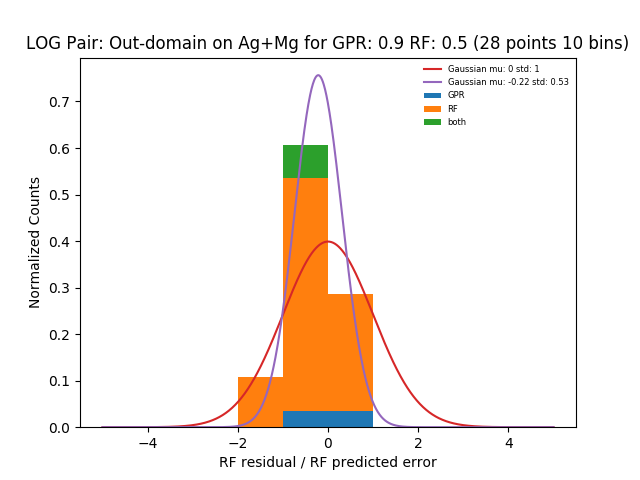 LOG Pair: Out-domain on Ag+Mg for GPR: 0.9 RF: 0.5 (28 points 10 bins)
Gaussian mu: 0 std: 1
Gaussian mu: -0.22 std: 0.53
GPR
RF
both
Normalized Counts
0.7
0.6
0.5
0.4
0.3
0.2
0.1
0.0
−4 −2 0 2 4
RF residual / RF predicted error